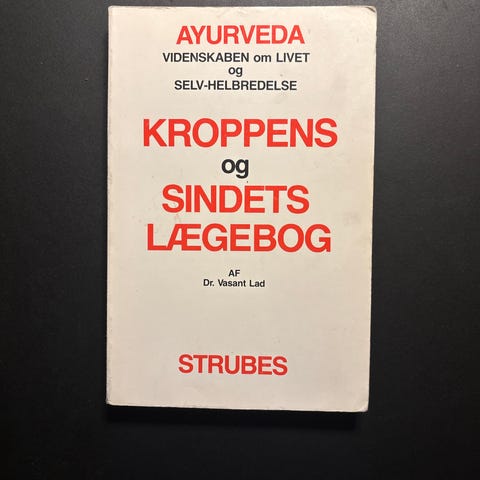 AYURVEDA
VIDENSKABEN om LIVET
og
SELV-HELBREDELSE
KROPPENS
og
SINDETS
LÆGEBOG
AF
Dr. Vasant Lad
STRUBES